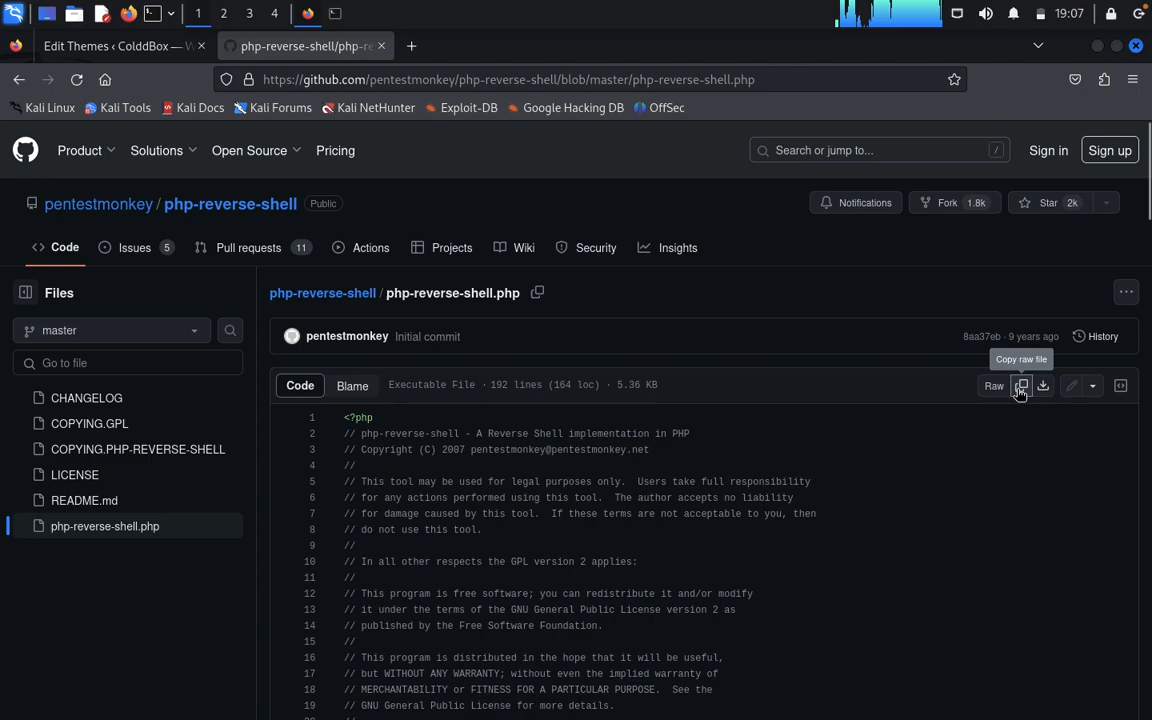 1 2 3 4 19:07
Edit Themes ‹ ColddBox — W php-reverse-shell/php-re
https://github.com/pentestmonkey/php-reverse-shell/blob/master/php-reverse-shell.php
Kali Linux Kali Tools Kali Docs Kali Forums Kali NetHunter Exploit-DB Google Hacking DB OffSec
Product Solutions Open Source Pricing Search or jump to... / Sign in Sign up
pentestmonkey / php-reverse-shell Public Notifications Fork 1.8k Star 2k
Code Issues 5 Pull requests 11 Actions Projects Wiki Security Insights
Files
master
Go to file
CHANGELOG
COPYING.GPL
COPYING.PHP-REVERSE-SHELL
LICENSE
README.md
php-reverse-shell.php
php-reverse-shell / php-reverse-shell.php
pentestmonkey Initial commit 8aa37eb · 9 years ago History
Copy raw file
Code Blame Executable File · 192 lines (164 loc) · 5.36 KB Raw
1 <?php
2 // php-reverse-shell - A Reverse Shell implementation in PHP
3 // Copyright (C) 2007 pentestmonkey@pentestmonkey.net
4 //
5 // This tool may be used for legal purposes only.  Users take full responsibility
6 // for any actions performed using this tool.  The author accepts no liability
7 // for damage caused by this tool.  If these terms are not acceptable to you, then
8 // do not use this tool.
9 //
10 // In all other respects the GPL version 2 applies:
11 //
12 // This program is free software; you can redistribute it and/or modify
13 // it under the terms of the GNU General Public License version 2 as
14 // published by the Free Software Foundation.
15 //
16 // This program is distributed in the hope that it will be useful,
17 // but WITHOUT ANY WARRANTY; without even the implied warranty of
18 // MERCHANTABILITY or FITNESS FOR A PARTICULAR PURPOSE.  See the
19 // GNU General Public License for more details.